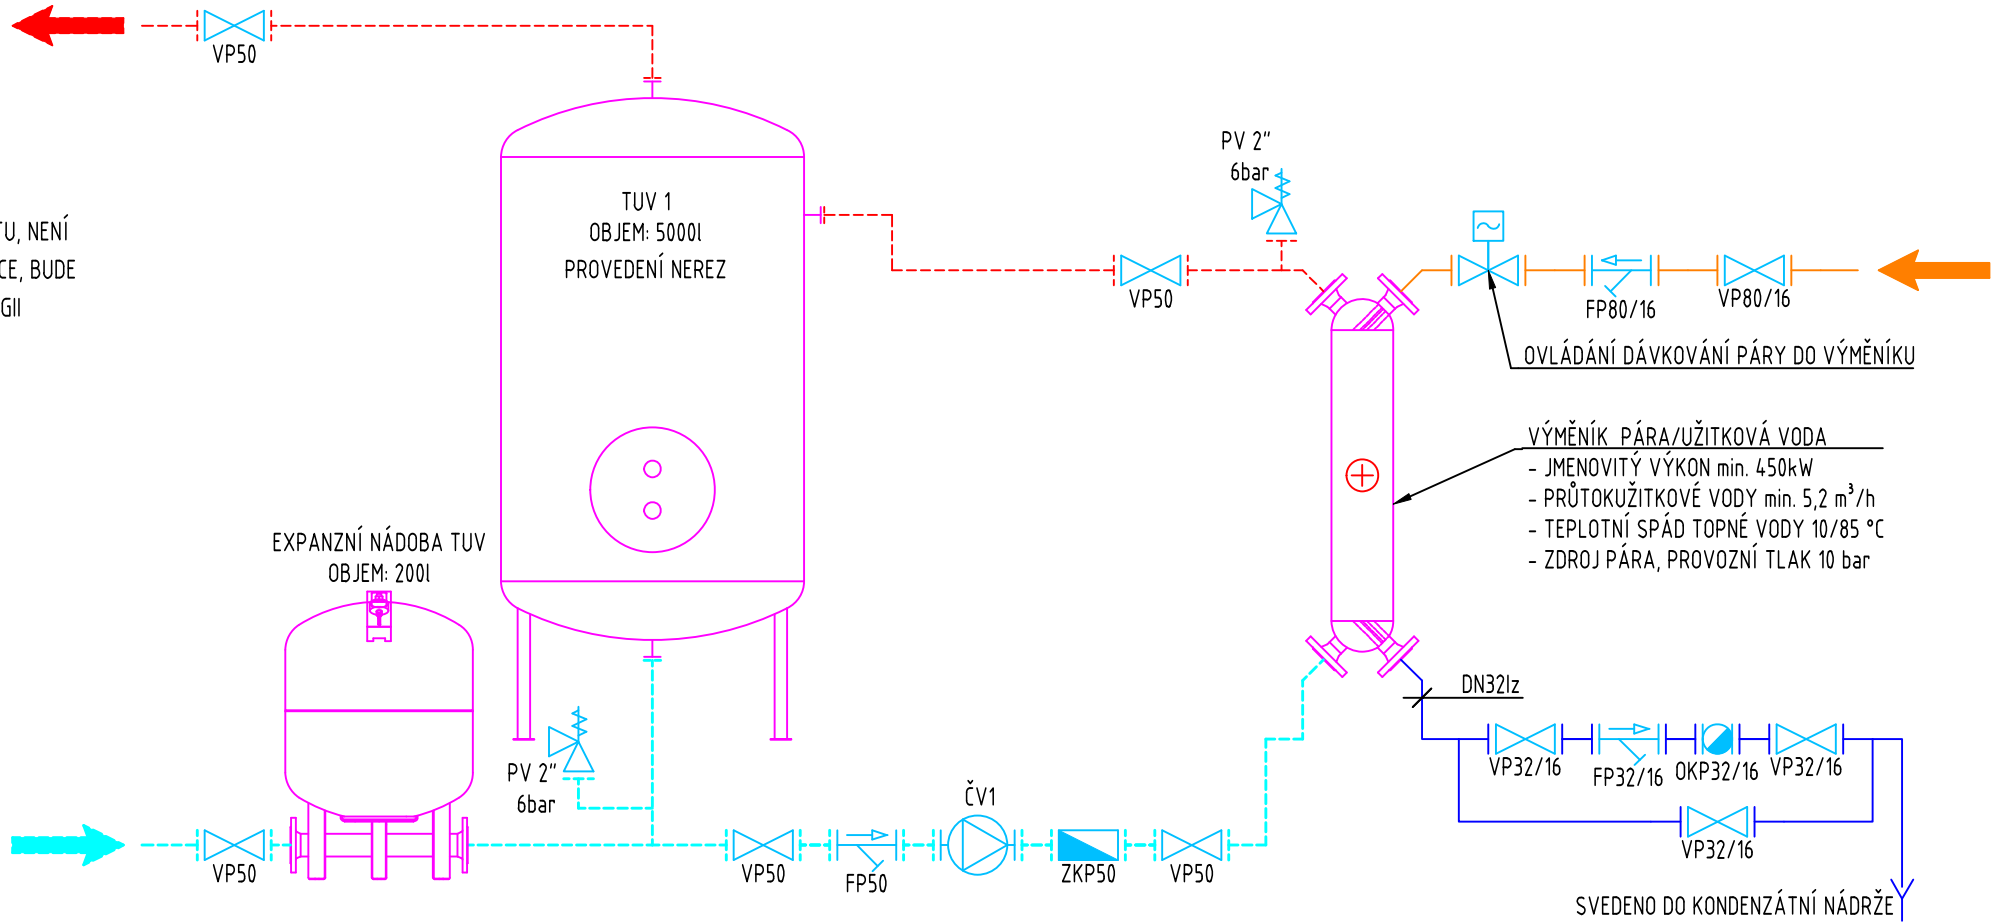 VP50
TU, NENÍ
CE, BUDE
GII
TUV 1
OBJEM: 5000l
PROVEDENÍ NEREZ
PV 2"
6bar
VP50
FP80/16
VP80/16
OVLÁDÁNÍ DÁVKOVÁNÍ PÁRY DO VÝMĚNÍKU
VÝMĚNÍK PÁRA/UŽITKOVÁ VODA
- JMENOVITÝ VÝKON min. 450kW
- PRŮTOKUŽITKOVÉ VODY min. 5,2 m³/h
- TEPLOTNÍ SPÁD TOPNÉ VODY 10/85 °C
- ZDROJ PÁRA, PROVOZNÍ TLAK 10 bar
EXPANZNÍ NÁDOBA TUV
OBJEM: 200l
DN32Iz
PV 2"
6bar
VP32/16
FP32/16
OKP32/16
VP32/16
VP32/16
ČV1
VP50
VP50
FP50
ZKP50
VP50
SVEDENO DO KONDENZÁTNÍ NÁDRŽE